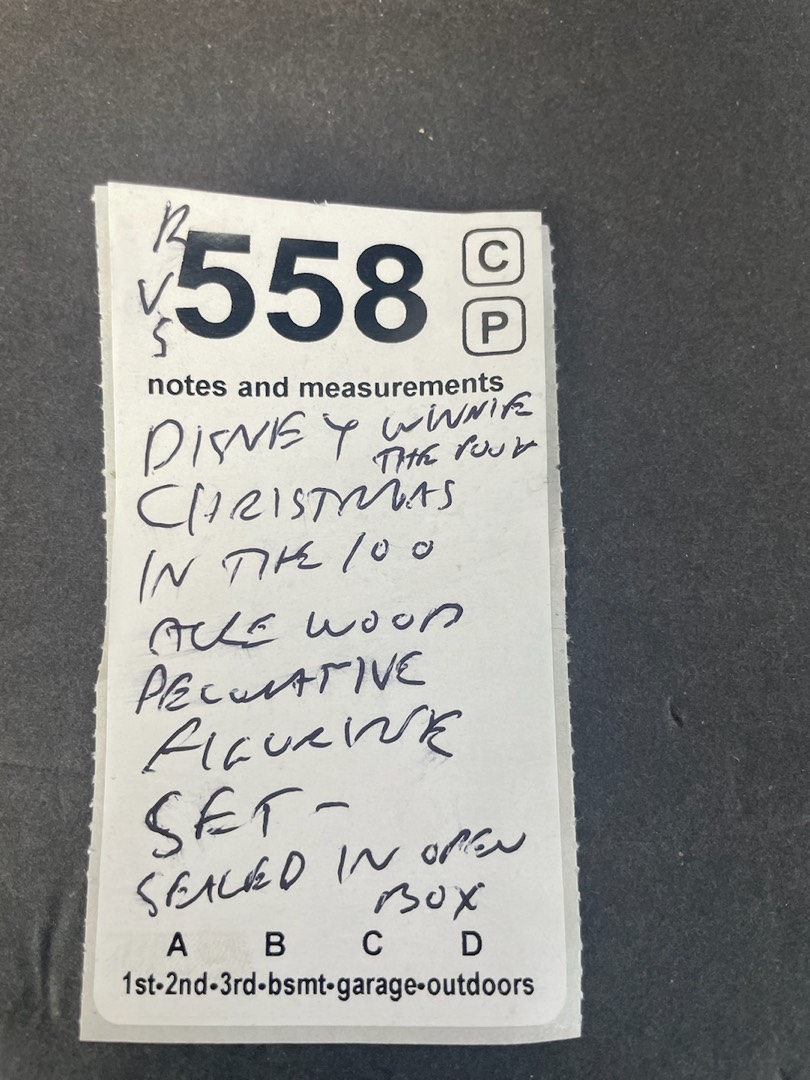 RVS
558
C
P
notes and measurements
DISNEY WINNIE
THE POOH
CHRISTMAS
IN THE 100
ACRE WOOD
DECORATIVE
FIGURINE
SET-
SEALED IN OPEN
BOX
A B C D
1st•2nd•3rd•bsmt•garage•outdoors